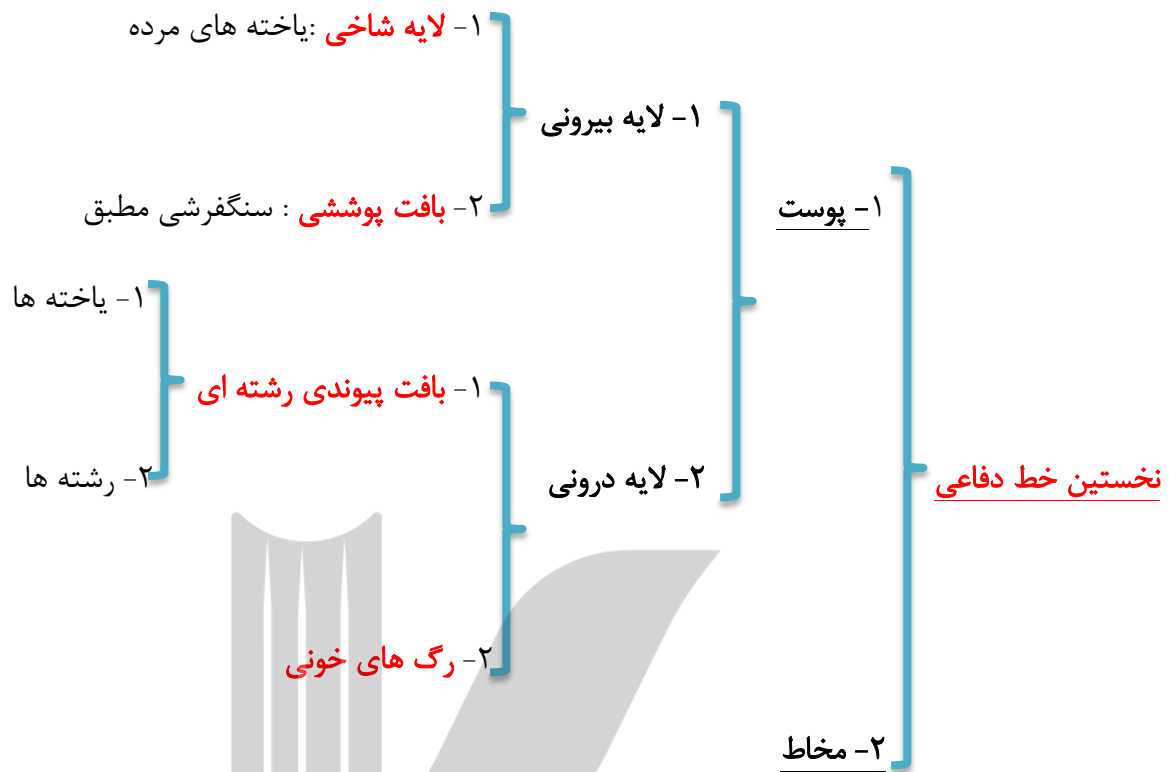 ۱- لایه شاخی :یاخته های مرده
۱- لایه بیرونی
۲- بافت پوششی : سنگفرشی مطبق
۱- پوست
۱- یاخته ها
۱- بافت پیوندی رشته ای
۲- رشته ها
۲- لایه درونی
نخستین خط دفاعی
۲- رگ های خونی
۲- مخاط